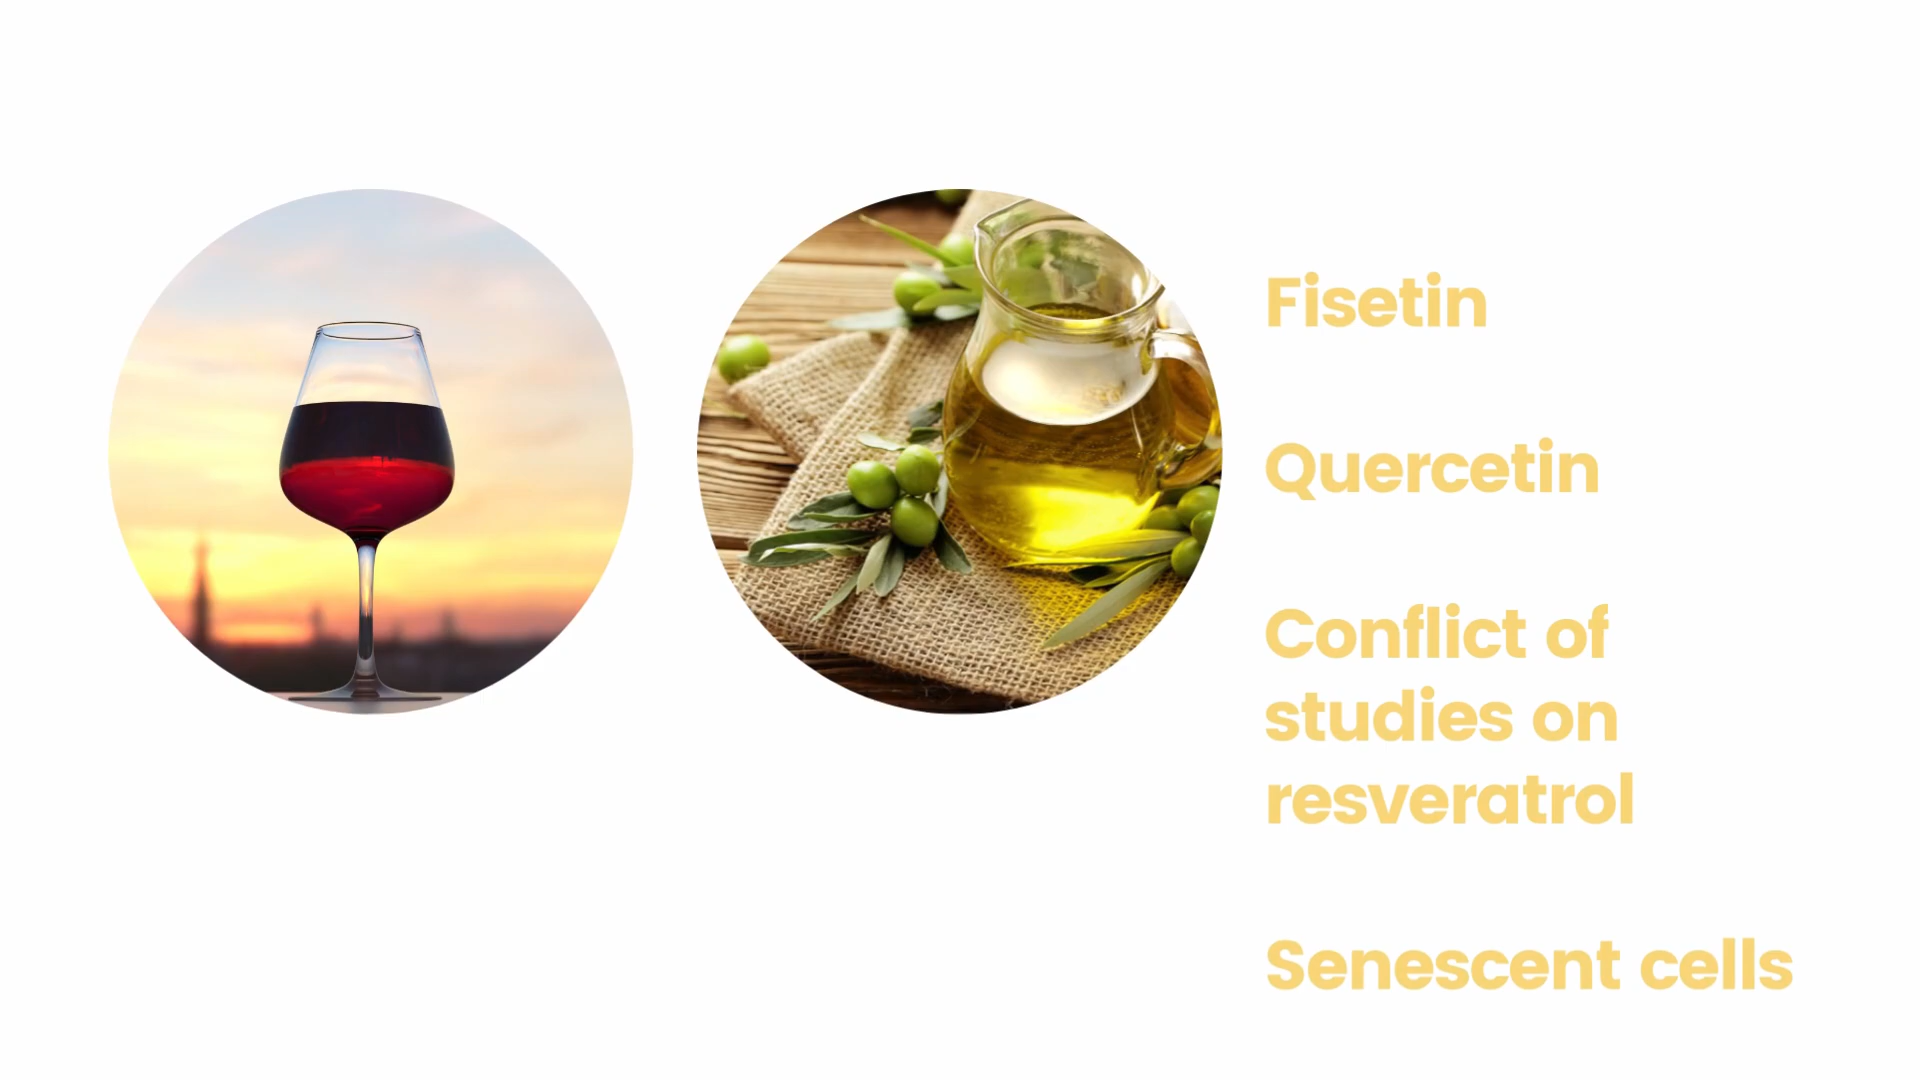 Fisetin
Quercetin
Conflict of
studies on
resveratrol
Senescent cells